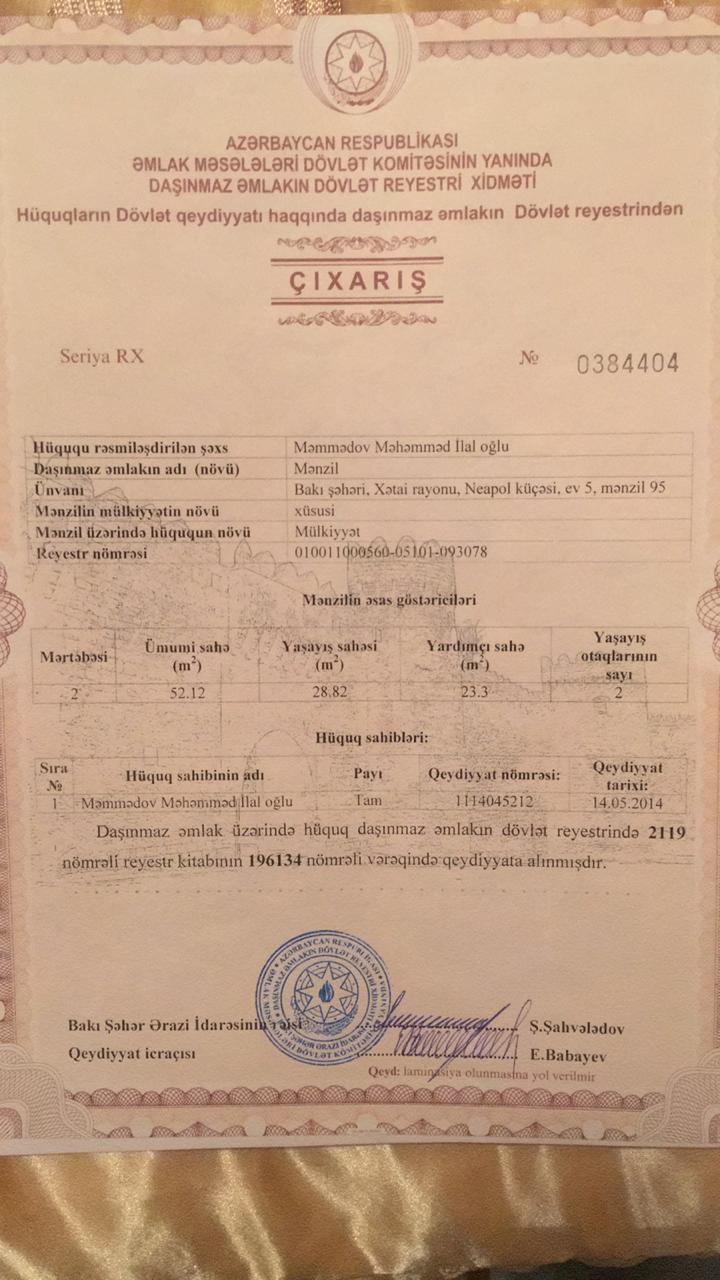 AZƏRBAYCAN RESPUBLİKASI
ƏMLAK MƏSƏLƏLƏRİ DÖVLƏT KOMİTƏSİNİN YANINDA
DAŞINMAZ ƏMLAKIN DÖVLƏT REYESTRİ XİDMƏTİ
Hüquqların Dövlət qeydiyyatı haqqında daşınmaz əmlakın Dövlət reyestrindən
ÇIXARIŞ
Seriya RX № 0384404
Hüququ rəsmiləşdirilən şəxs Məmmədov Məhəmməd İlal oğlu
Daşınmaz əmlakın adı (növü) Mənzil
Ünvanı Bakı şəhəri, Xətai rayonu, Neapol küçəsi, ev 5, mənzil 95
Mənzilin mülkiyyətin növü xüsusi
Mənzil üzərində hüququn növü Mülkiyyət
Reyestr nömrəsi 010011000560-05101-093078
Mənzilin əsas göstəriciləri
Mərtəbəsi Ümumi sahə (m²) Yaşayış sahəsi (m²) Yardımçı sahə (m²) Yaşayış otaqlarının sayı
2 52.12 28.82 23.3 2
Hüquq sahibləri:
Sıra № Hüquq sahibinin adı Payı Qeydiyyat nömrəsi: Qeydiyyat tarixi:
1 Məmmədov Məhəmməd İlal oğlu Tam 1114045212 14.05.2014
Daşınmaz əmlak üzərində hüquq daşınmaz əmlakın dövlət reyestrində 2119
nömrəli reyestr kitabının 196134 nömrəli vərəqində qeydiyyata alınmışdır.
Bakı Şəhər Ərazi İdarəsinin rəisi Ş.Şahvələdov
Qeydiyyat icraçısı E.Babayev
Qeyd: laminasiya olunmasına yol verilmir